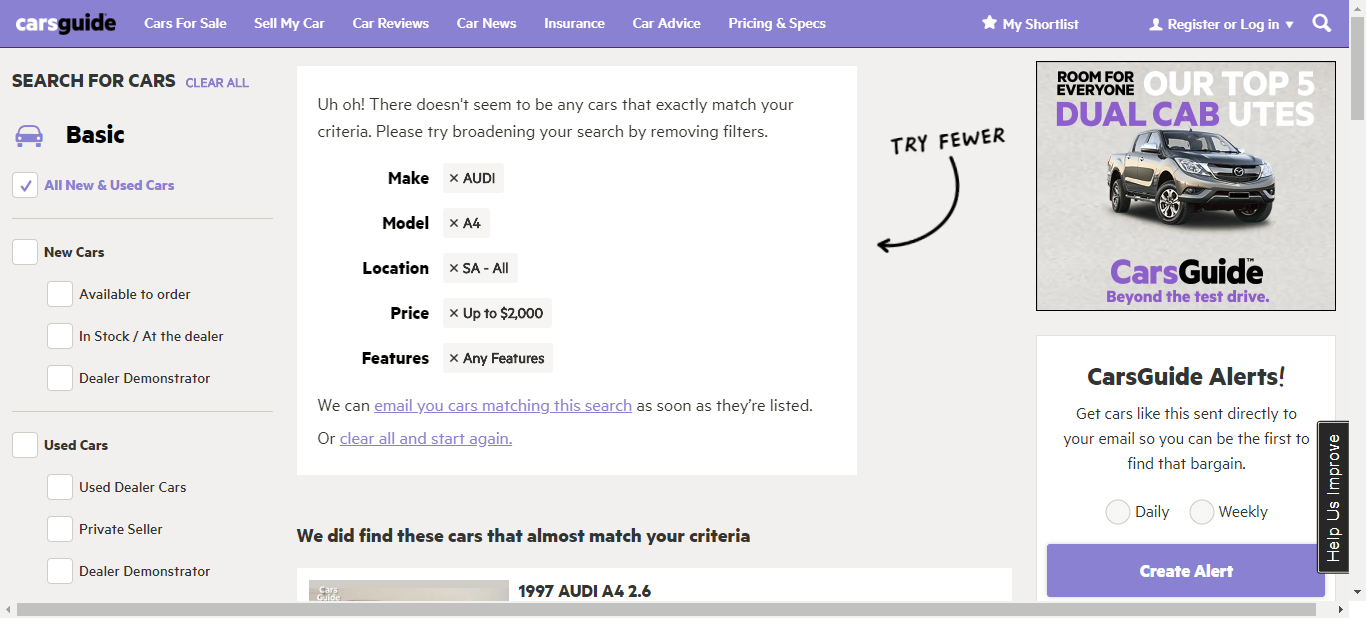 carsguide
Cars For Sale
Sell My Car
Car Reviews
Car News
Insurance
Car Advice
Pricing & Specs
My Shortlist
Register or Log in
SEARCH FOR CARS CLEAR ALL
Basic
All New & Used Cars
New Cars
Available to order
In Stock / At the dealer
Dealer Demonstrator
Used Cars
Used Dealer Cars
Private Seller
Dealer Demonstrator
Uh oh! There doesn't seem to be any cars that exactly match your
criteria. Please try broadening your search by removing filters.
Make × AUDI
Model × A4
Location × SA - All
Price × Up to $2,000
Features × Any Features
We can email you cars matching this search as soon as they're listed.
Or clear all and start again.
TRY FEWER
We did find these cars that almost match your criteria
Cars
Guide
1997 AUDI A4 2.6
ROOM FOR
EVERYONE
OUR TOP 5
DUAL CAB UTES
CarsGuide™
Beyond the test drive.
CarsGuide Alerts!
Get cars like this sent directly to
your email so you can be the first to
find that bargain.
Daily Weekly
Create Alert
Help Us Improve